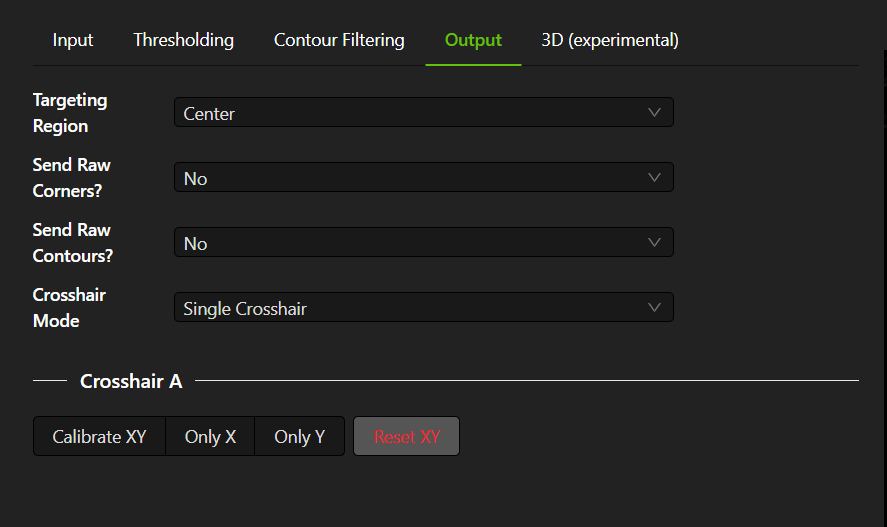 Input Thresholding Contour Filtering Output 3D (experimental)
Targeting
Region
Center
Send Raw
Corners?
No
Send Raw
Contours?
No
Crosshair
Mode
Single Crosshair
Crosshair A
Calibrate XY Only X Only Y Reset XY